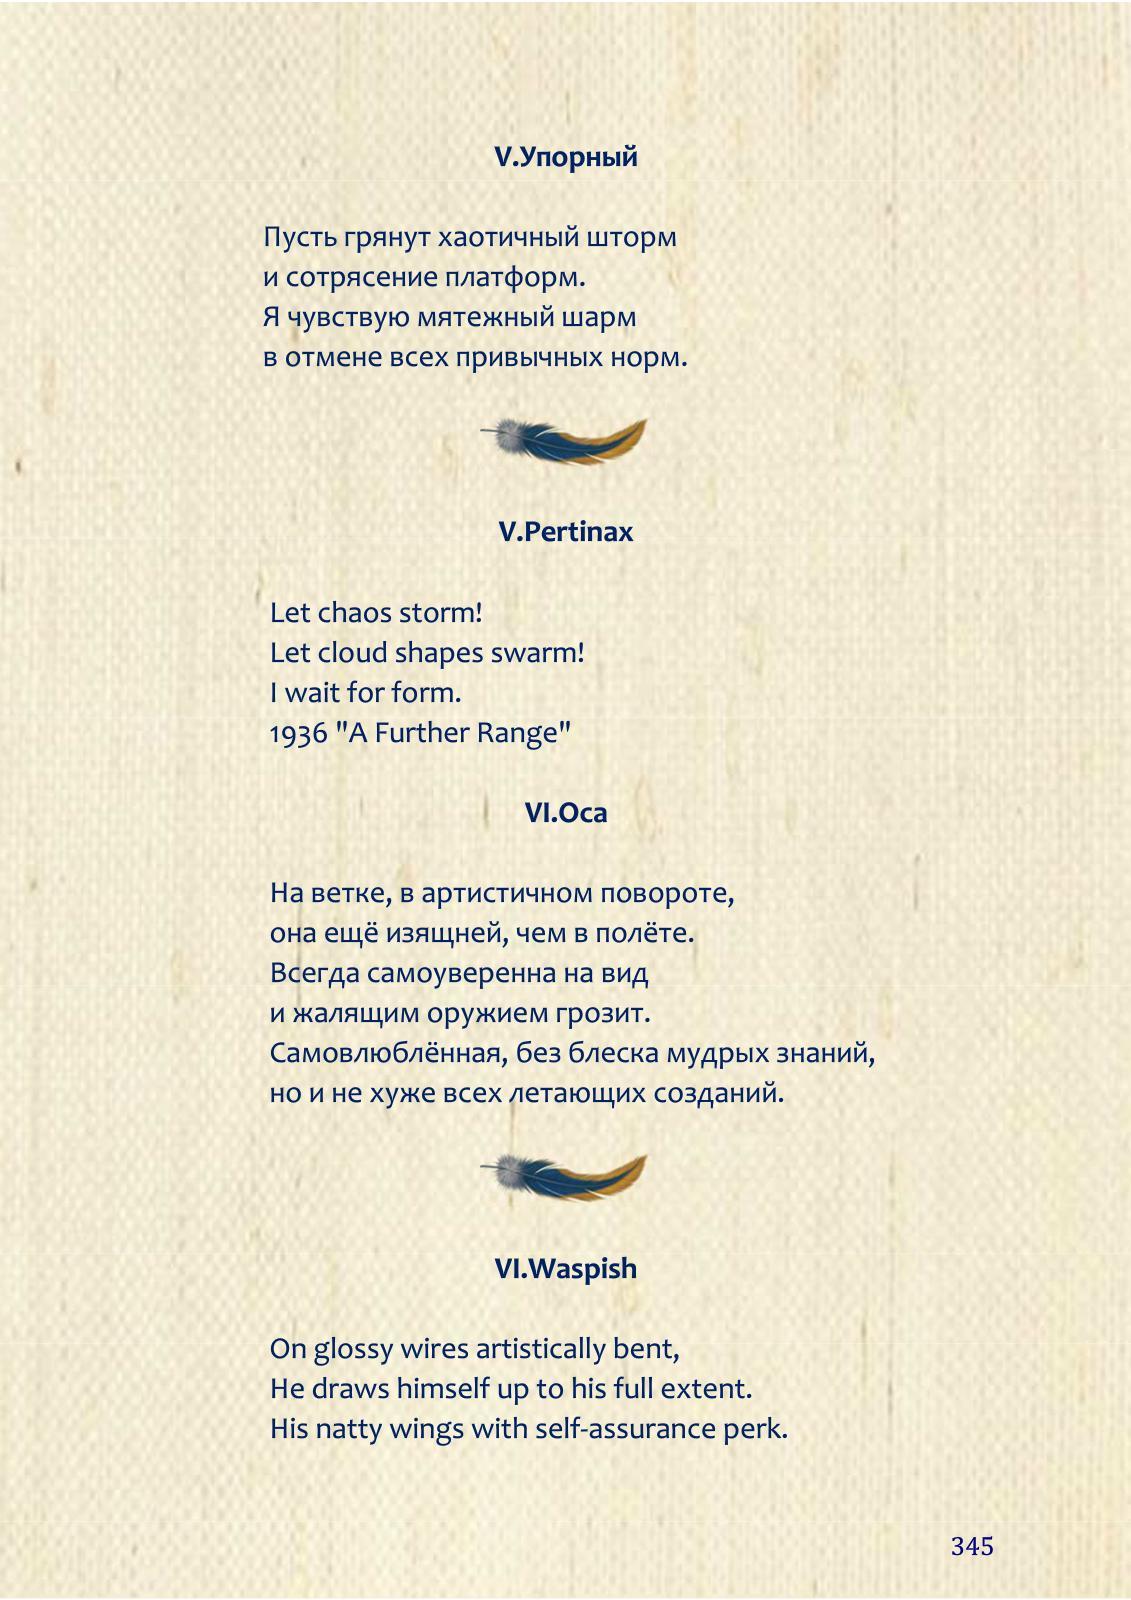 V.Упорный
Пусть грянут хаотичный шторм
и сотрясение платформ.
Я чувствую мятежный шарм
в отмене всех привычных норм.
V.Pertinax
Let chaos storm!
Let cloud shapes swarm!
I wait for form.
1936 "A Further Range"
VI.Оса
На ветке, в артистичном повороте,
она ещё изящней, чем в полёте.
Всегда самоуверенна на вид
и жалящим оружием грозит.
Самовлюблённая, без блеска мудрых знаний,
но и не хуже всех летающих созданий.
VI.Waspish
On glossy wires artistically bent,
He draws himself up to his full extent.
His natty wings with self-assurance perk.
345